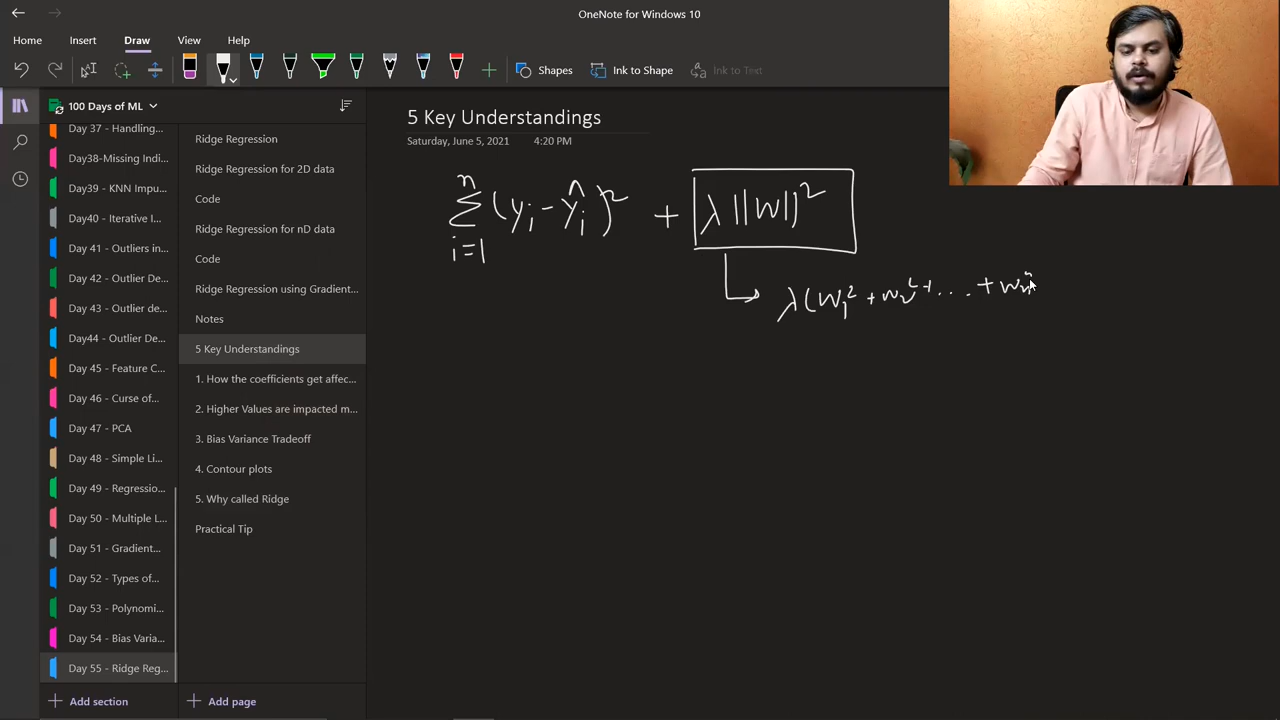 OneNote for Windows 10
Home Insert Draw View Help
Shapes Ink to Shape Ink to Text
100 Days of ML
Day 37 - Handling...
Day38-Missing Indi...
Day39 - KNN Impu...
Day40 - Iterative I...
Day 41 - Outliers in...
Day 42 - Outlier De...
Day 43 - Outlier de...
Day44 - Outlier De...
Day 45 - Feature C...
Day 46 - Curse of...
Day 47 - PCA
Day 48 - Simple Li...
Day 49 - Regressio...
Day 50 - Multiple L...
Day 51 - Gradient...
Day 52 - Types of...
Day 53 - Polynomi...
Day 54 - Bias Varia...
Day 55 - Ridge Reg...
Add section
Ridge Regression
Ridge Regression for 2D data
Code
Ridge Regression for nD data
Code
Ridge Regression using Gradient...
Notes
5 Key Understandings
1. How the coefficients get affec...
2. Higher Values are impacted m...
3. Bias Variance Tradeoff
4. Contour plots
5. Why called Ridge
Practical Tip
Add page
5 Key Understandings
Saturday, June 5, 2021 4:20 PM
n Σ i=1 (yi - ŷi)² + λ ||W||²
λ(W₁² + w₂² + ... + wₙ²